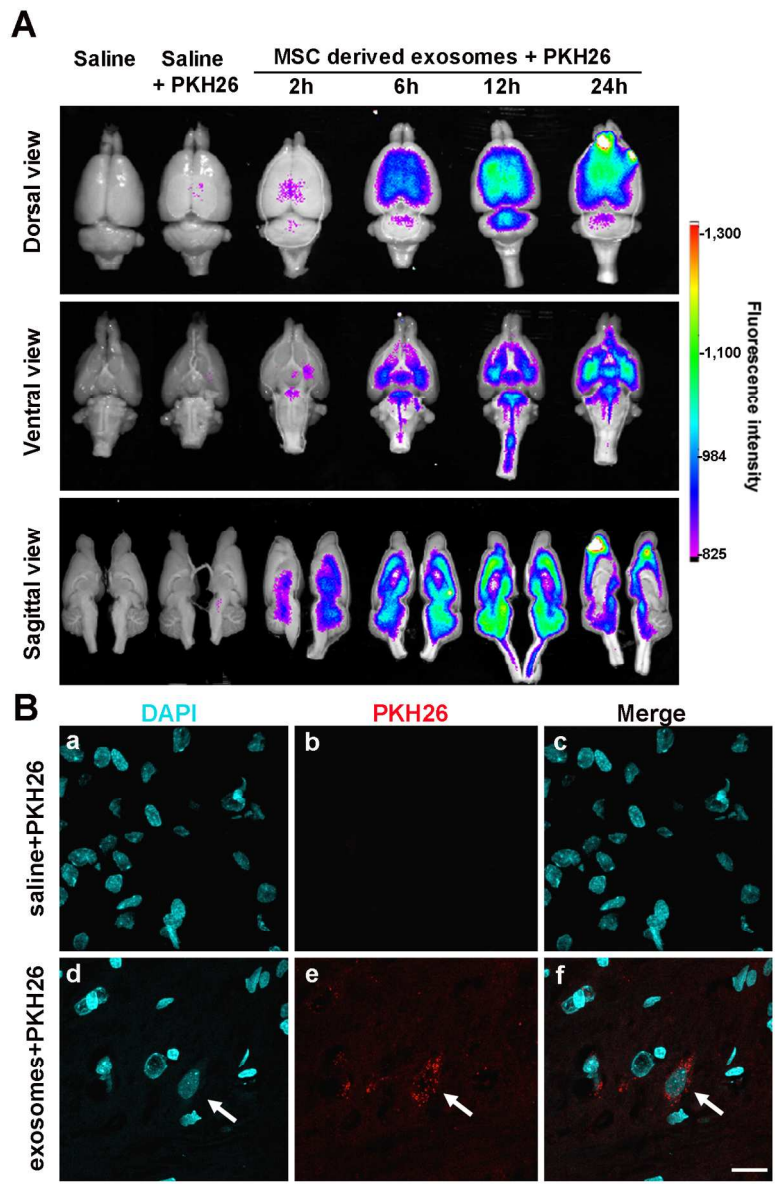 A
Saline
Saline + PKH26
MSC derived exosomes + PKH26
2h 6h 12h 24h
Dorsal view
Ventral view
Sagittal view
-1,300
-1,100
-984
-825
Fluorescence intensity
B
DAPI PKH26 Merge
saline+PKH26
a b c
exosomes+PKH26
d e f